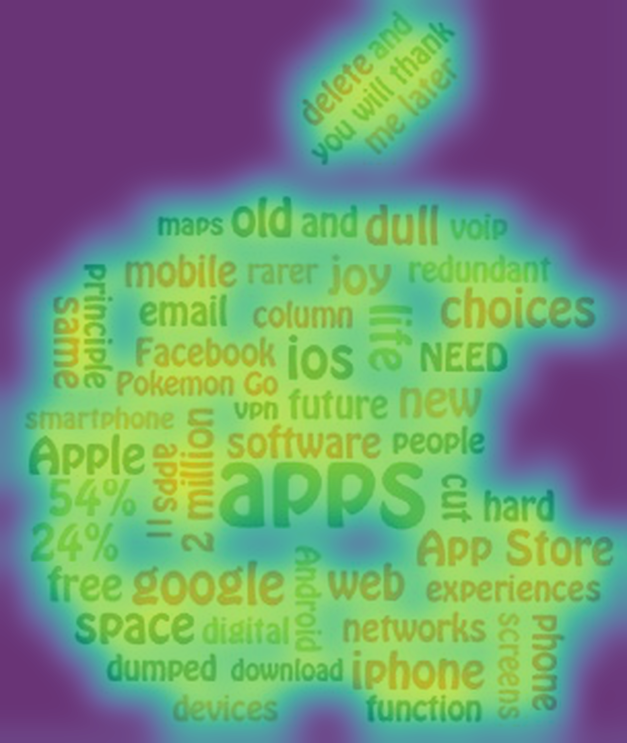 delete and
you will thank
me later
maps old and dull voip
principle mobile rarer joy redundant
same email column life choices
Facebook ios NEED
Pokemon Go
smartphone vpn future new
Apple apps 2 million software people
54% 11 apps cut hard
24% App Store
free google Android web experiences
space digital networks screens phone
dumped download iphone
devices function